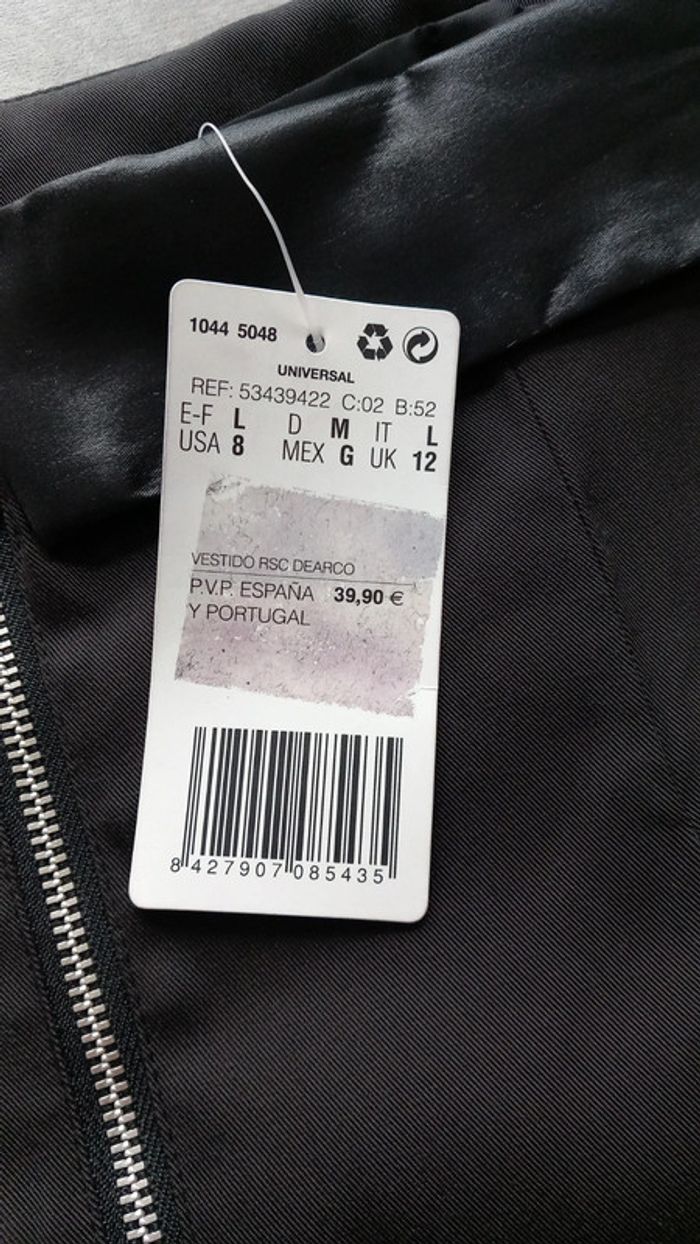 1044 5048
UNIVERSAL
REF: 53439422 C:02 B:52
E-F L D M IT L
USA 8 MEX G UK 12
VESTIDO RSC DEARCO
P.V.P. ESPAÑA 39,90 €
Y PORTUGAL
8 427907 085435